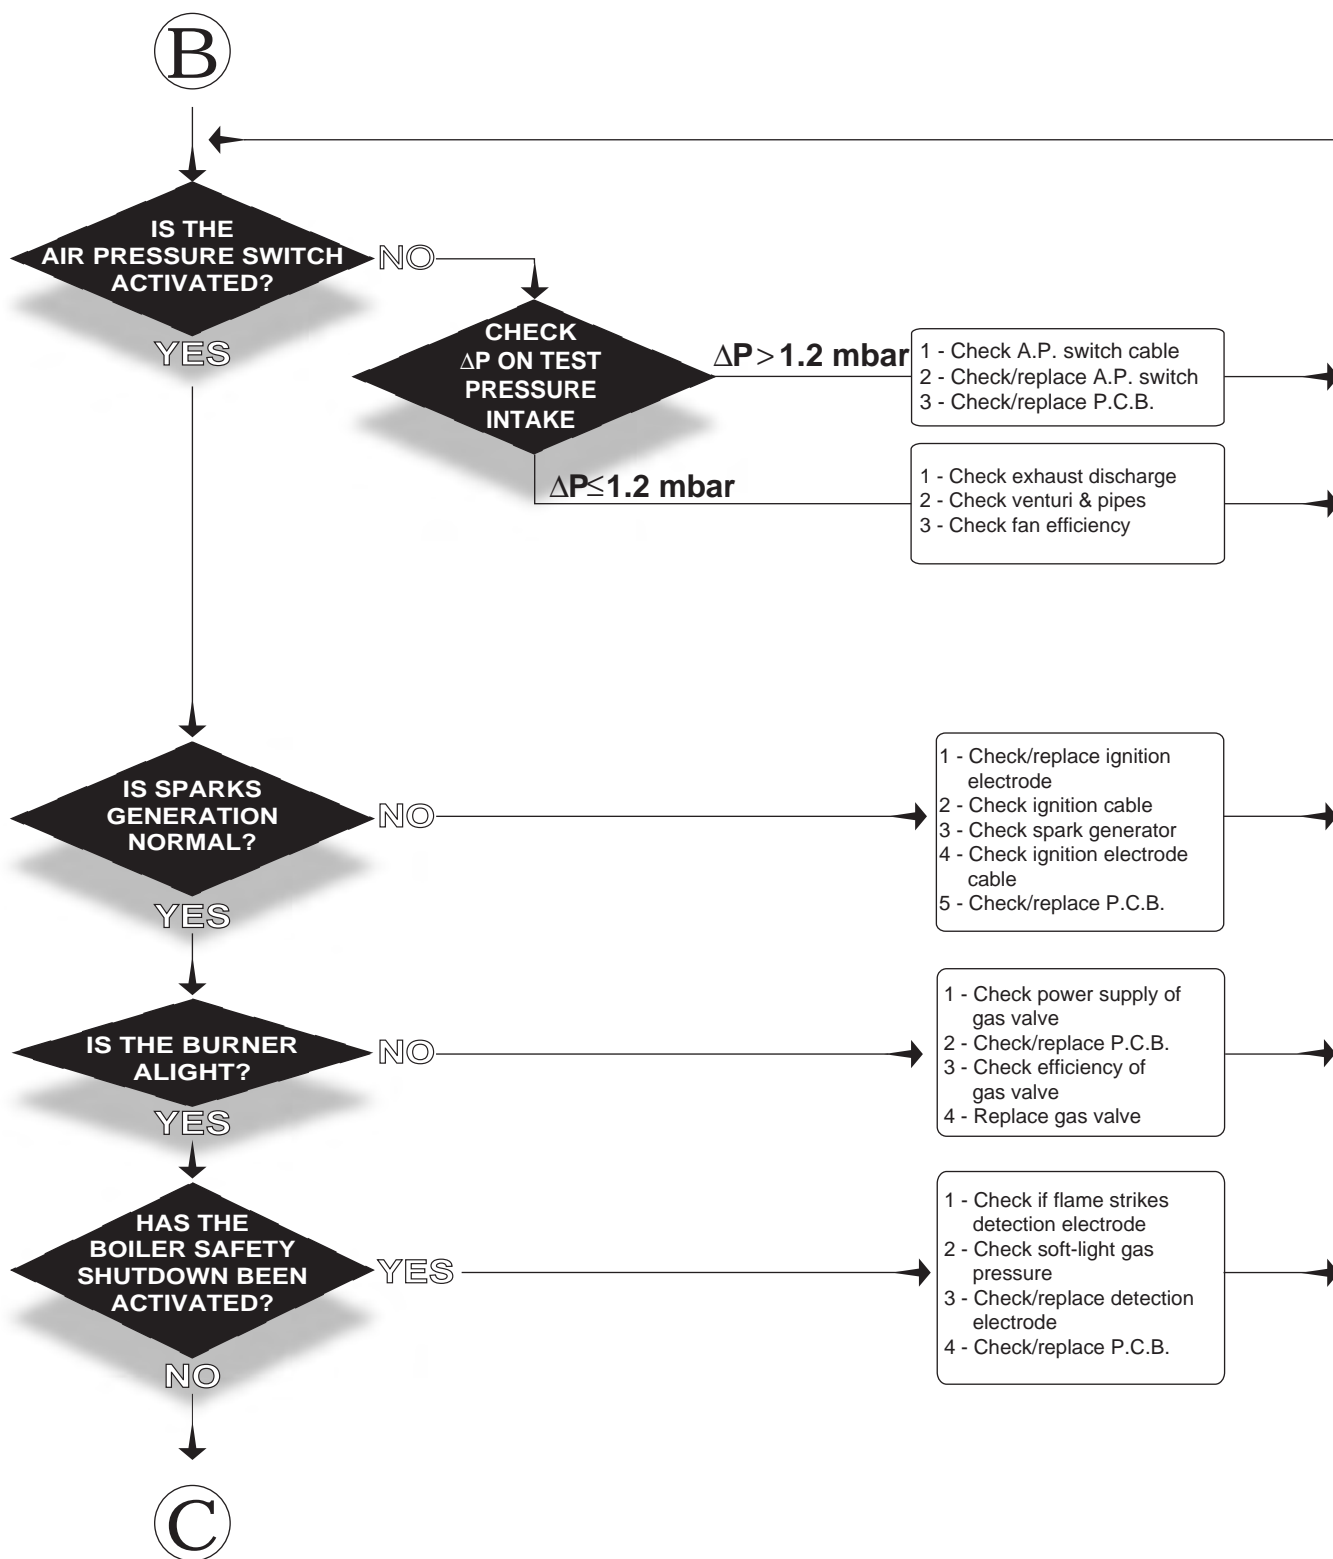 B
IS THE
AIR PRESSURE SWITCH
ACTIVATED?
NO
YES
CHECK
ΔP ON TEST
PRESSURE
INTAKE
ΔP > 1.2 mbar
1 - Check A.P. switch cable
2 - Check/replace A.P. switch
3 - Check/replace P.C.B.
ΔP≤1.2 mbar
1 - Check exhaust discharge
2 - Check venturi & pipes
3 - Check fan efficiency
IS SPARKS
GENERATION
NORMAL?
NO
YES
1 - Check/replace ignition
electrode
2 - Check ignition cable
3 - Check spark generator
4 - Check ignition electrode
cable
5 - Check/replace P.C.B.
IS THE BURNER
ALIGHT?
NO
YES
1 - Check power supply of
gas valve
2 - Check/replace P.C.B.
3 - Check efficiency of
gas valve
4 - Replace gas valve
HAS THE
BOILER SAFETY
SHUTDOWN BEEN
ACTIVATED?
YES
NO
1 - Check if flame strikes
detection electrode
2 - Check soft-light gas
pressure
3 - Check/replace detection
electrode
4 - Check/replace P.C.B.
C